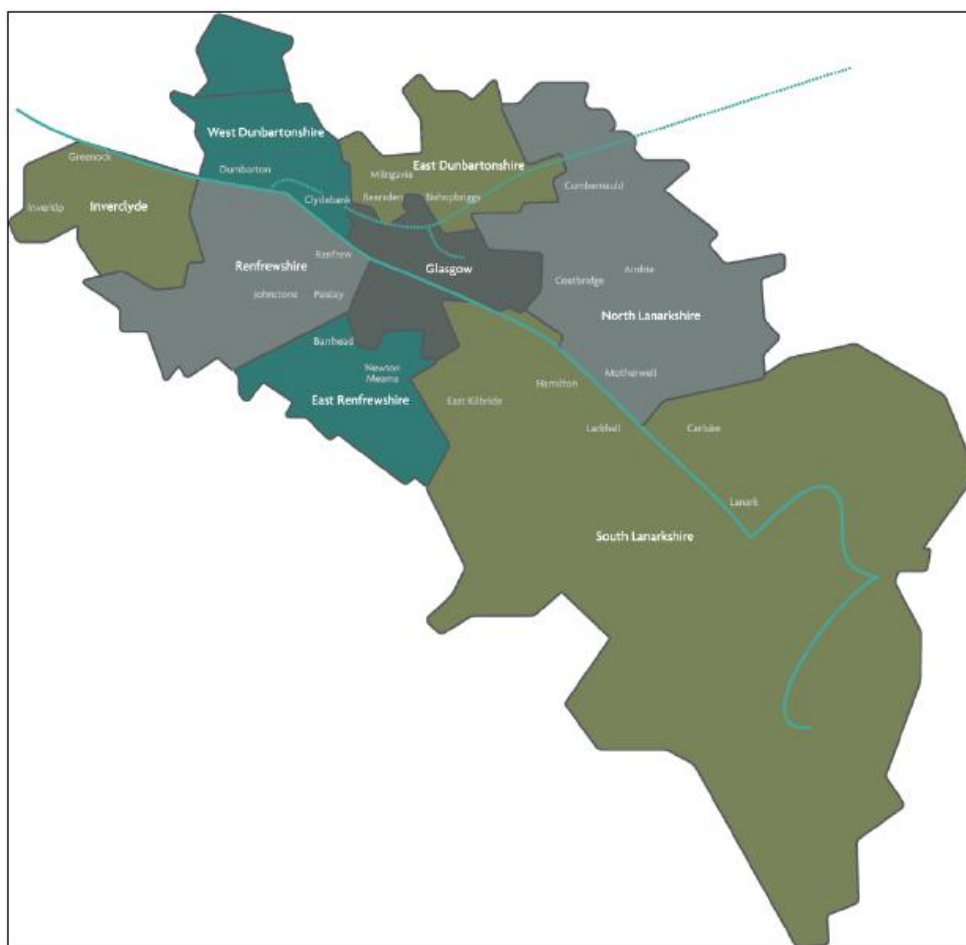 West Dunbartonshire
Greenock
Dumbarton
East Dunbartonshire
Milngavie
Cumbernauld
Clydebank
Bearsden
Bishopbriggs
Inverkip
Inverclyde
Renfrew
Renfrewshire
Glasgow
Airdrie
Coatbridge
Johnstone
Paisley
North Lanarkshire
Barrhead
Newton
Mearns
Motherwell
Hamilton
East Renfrewshire
East Kilbride
Larkhall
Carluke
Lanark
South Lanarkshire